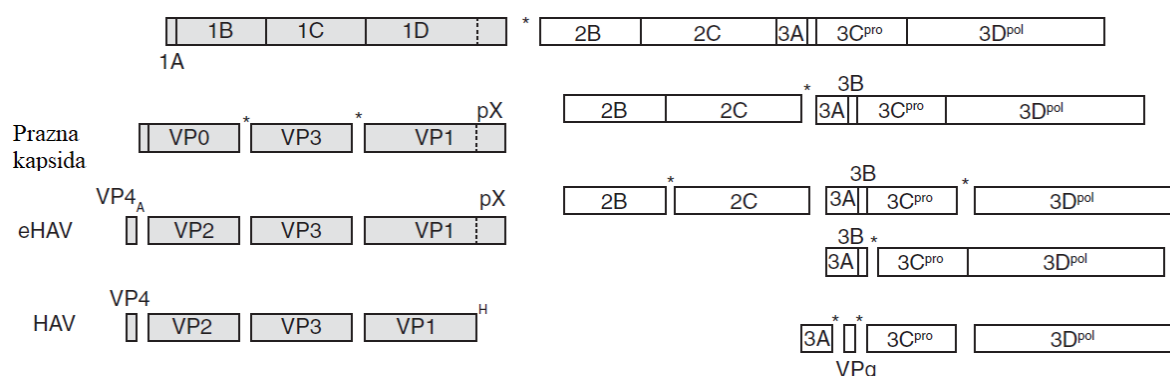 1B 1C 1D * 2B 2C 3A 3Cpro 3Dpol
1A
3B
pX * 2B 2C * 3A 3Cpro 3Dpol
Prazna kapsida
VP0 * VP3 * VP1
3B
VP4A pX
2B * 2C 3A 3Cpro * 3Dpol
eHAV VP2 VP3 VP1
3B *
3A 3Cpro 3Dpol
VP4
HAV VP2 VP3 VP1 H
3A * * 3Cpro 3Dpol
VPg